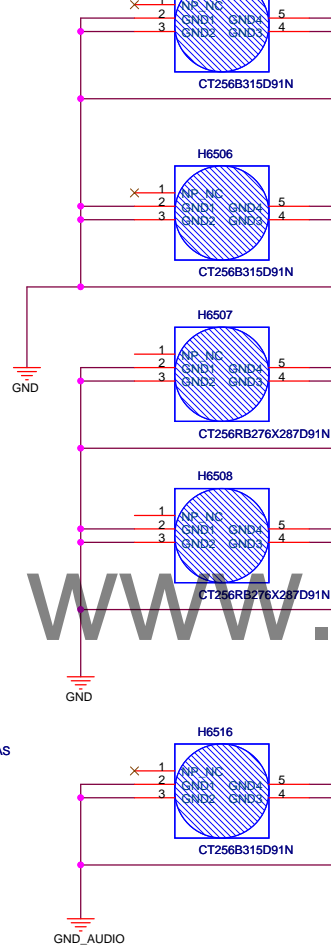 1 NP_NC
2 GND1 GND4 5
3 GND2 GND3 4
CT256B315D91N
H6506
1 NP_NC
2 GND1 GND4 5
3 GND2 GND3 4
CT256B315D91N
H6507
GND
1 NP_NC
2 GND1 GND4 5
3 GND2 GND3 4
CT256RB276X287D91N
H6508
1 NP_NC
2 GND1 GND4 5
3 GND2 GND3 4
CT256RB276X287D91N
www.
GND
H6516
AS
1 NP_NC
2 GND1 GND4 5
3 GND2 GND3 4
CT256B315D91N
GND_AUDIO